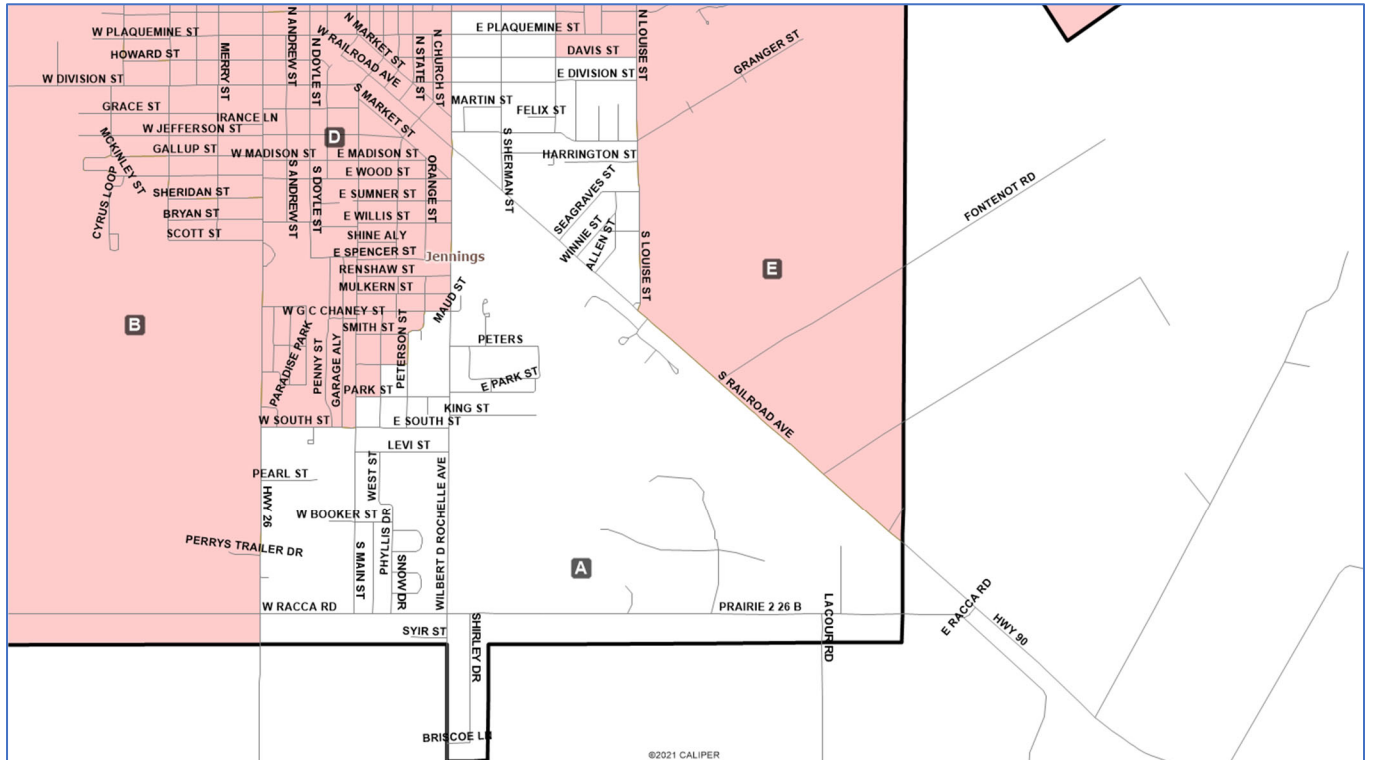 E PLAQUEMINE ST
W PLAQUEMINE ST
N MARKET ST
W RAILROAD AVE
N ANDREW ST
N DOYLE ST
N STATE ST
N CHURCH ST
N LOUISE ST
MERRY ST
HOWARD ST
DAVIS ST
GRANGER ST
W DIVISION ST
E DIVISION ST
S MARKET ST
MARTIN ST
GRACE ST
FELIX ST
IRANCE LN
W JEFFERSON ST
D
MCKINLEY ST
GALLUP ST
W MADISON ST
E MADISON ST
HARRINGTON ST
S SHERMAN ST
ORANGE ST
E WOOD ST
S ANDREW ST
S DOYLE ST
CYRUS LOOP
SHERIDAN ST
E SUMNER ST
SEAGRAVES ST
FONTENOT RD
BRYAN ST
E WILLIS ST
WINNIE ST
ALLEN ST
SCOTT ST
SHINE ALY
E SPENCER ST
Jennings
S LOUISE ST
RENSHAW ST
E
MULKERN ST
MAUD ST
W G C CHANEY ST
B
SMITH ST
PETERSON ST
PARADISE PARK
PENNY ST
GARAGE ALY
PETERS
E PARK ST
PARK ST
S RAILROAD AVE
KING ST
W SOUTH ST
E SOUTH ST
LEVI ST
PEARL ST
WEST ST
WILBERT D ROCHELLE AVE
HWY 26
W BOOKER ST
PHYLLIS DR
PERRYS TRAILER DR
S MAIN ST
SNOW DR
A
W RACCA RD
PRAIRIE 2 26 B
LACOUR RD
E RACCA RD
HWY 90
SYIR ST
SHIRLEY DR
BRISCOE LN
©2021 CALIPER